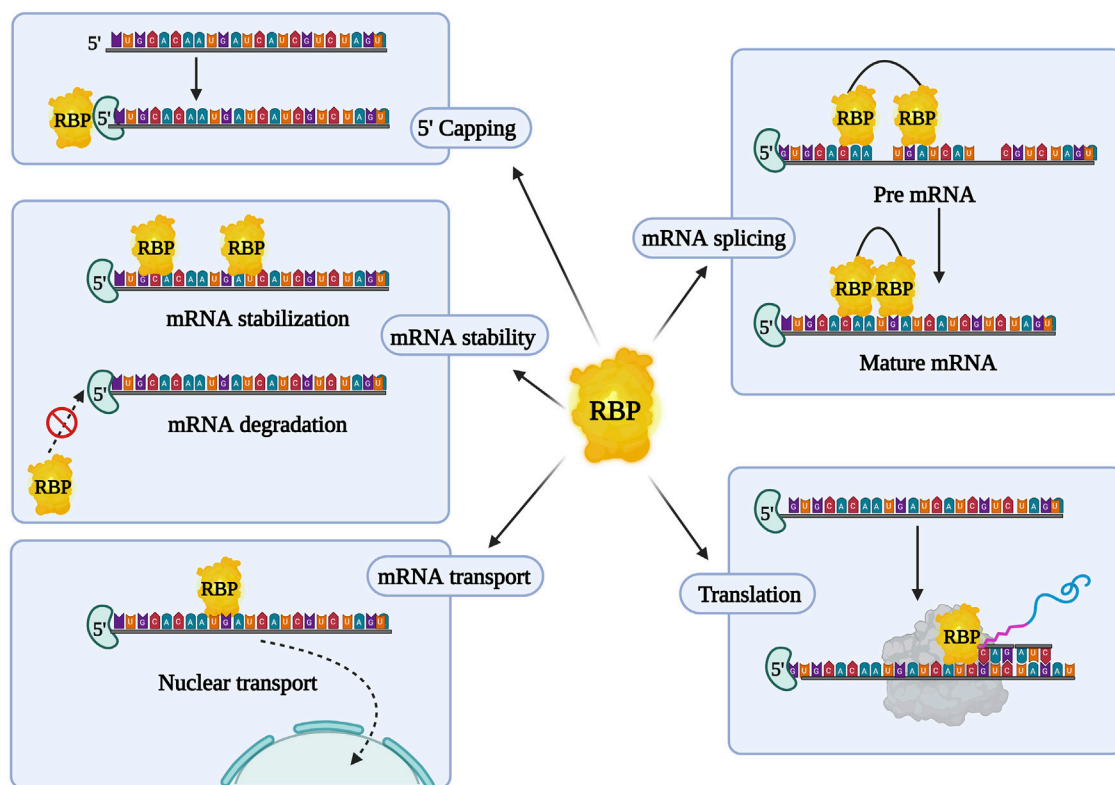 5' UGCACAAUGAUCAUCGUCUAGU
RBP 5' UGCACAAUGAUCAUCGUCUAGU
5' Capping
RBP RBP
5' UGCACAAUGAUCAUCGUCUAGU
mRNA stabilization
mRNA stability
5' UGCACAAUGAUCAUCGUCUAGU
mRNA degradation
RBP
mRNA transport
RBP
5' UGCACAAUGAUCAUCGUCUAGU
Nuclear transport
RBP
RBP RBP
5' GUGCACAA UGAUCAU CGUCUAGU
Pre mRNA
mRNA splicing
RBP RBP
5' GUGCACAAUGAUCAUCGUCUAGU
Mature mRNA
5' GUGCACAAUGAUCAUCGUCUAGU
Translation
RBP
CAGAUC
5' GUGCACAAUGAUCAUCGUCUAGAU